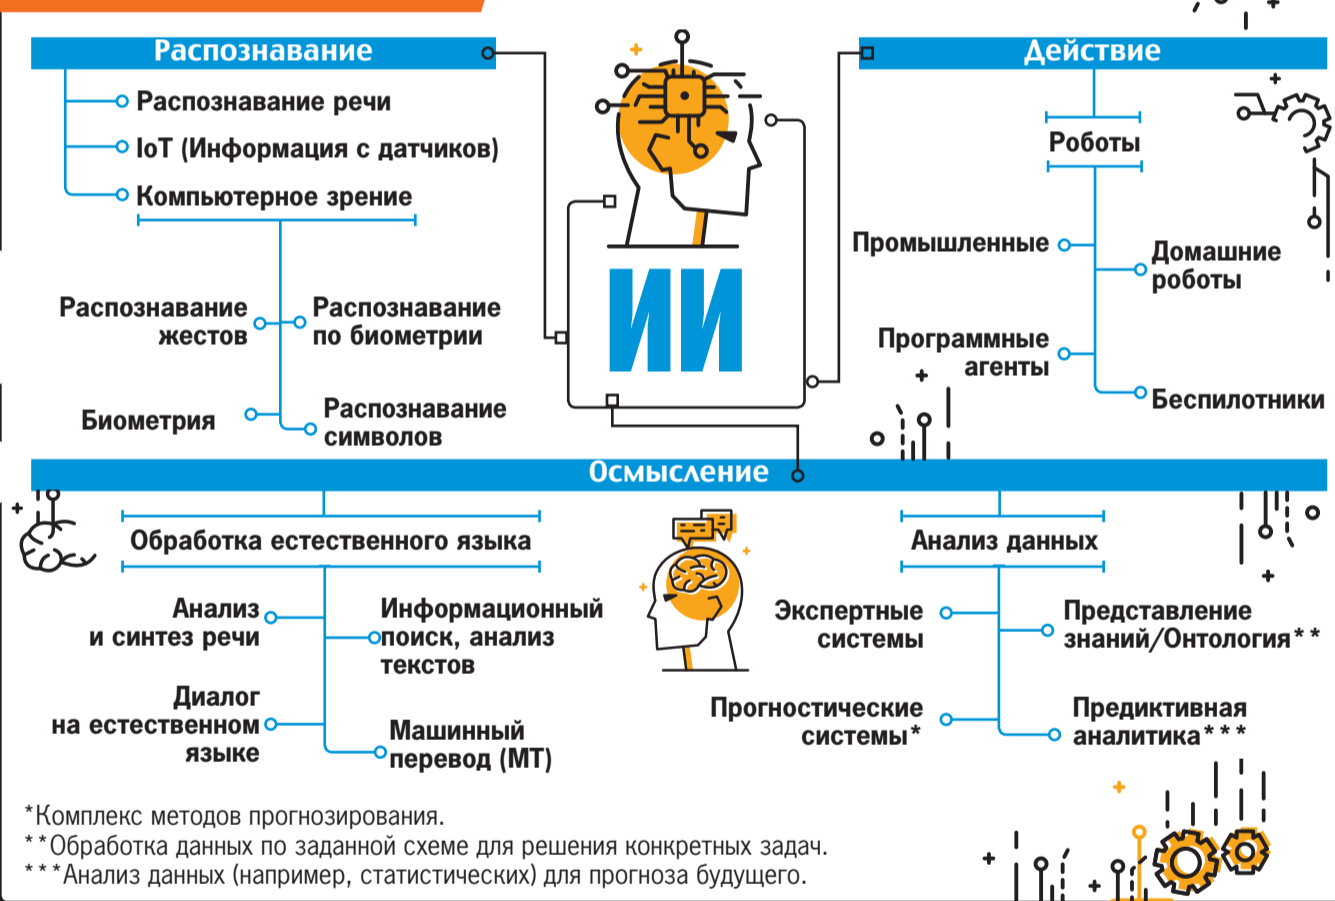 Распознавание
Распознавание речи
IoT (Информация с датчиков)
Компьютерное зрение
Распознавание
жестов
Распознавание
по биометрии
Биометрия
Распознавание
символов
ИИ
Действие
Роботы
Промышленные
Домашние
роботы
Программные
агенты
Беспилотники
Осмысление
Обработка естественного языка
Анализ
и синтез речи
Информационный
поиск, анализ
текстов
Диалог
на естественном
языке
Машинный
перевод (МТ)
Анализ данных
Экспертные
системы
Представление
знаний/Онтология**
Прогностические
системы*
Предиктивная
аналитика***
*Комплекс методов прогнозирования.
**Обработка данных по заданной схеме для решения конкретных задач.
***Анализ данных (например, статистических) для прогноза будущего.